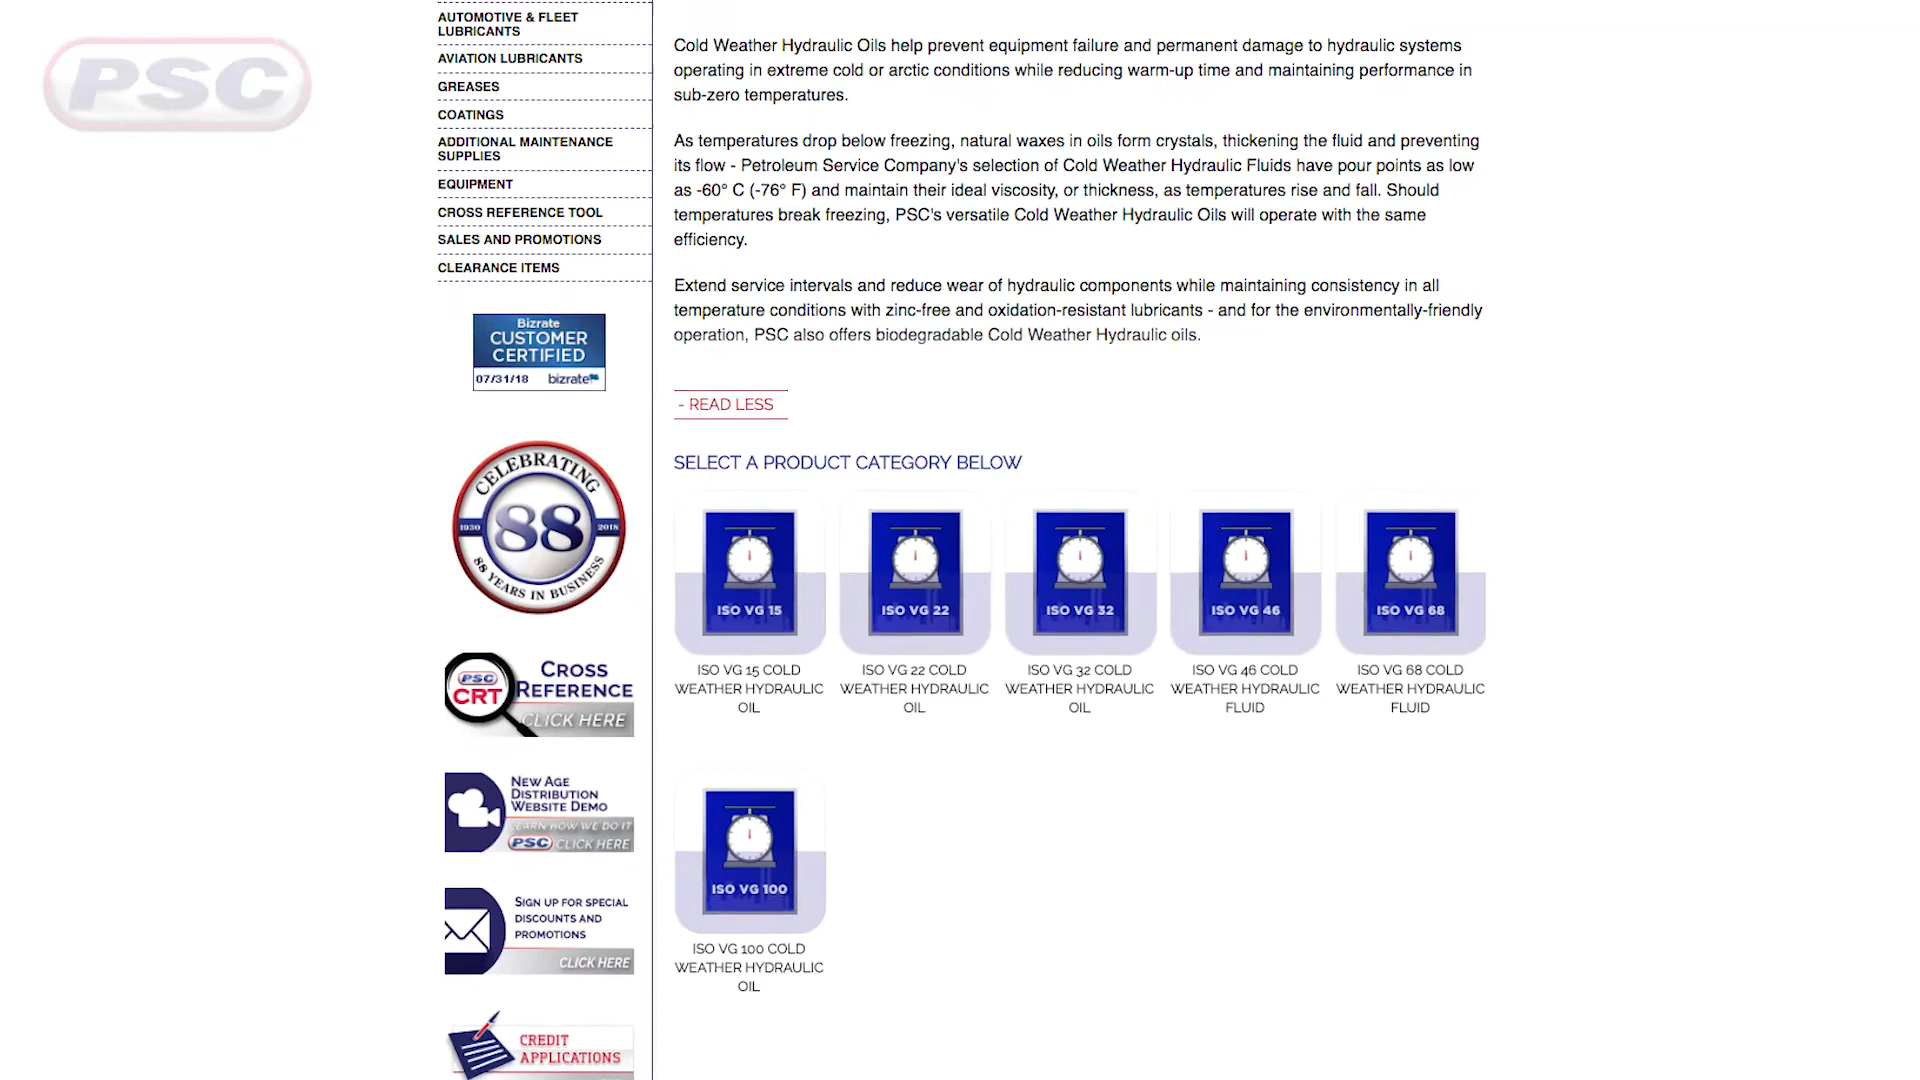 PSC
AUTOMOTIVE & FLEET
LUBRICANTS
AVIATION LUBRICANTS
GREASES
COATINGS
ADDITIONAL MAINTENANCE
SUPPLIES
EQUIPMENT
CROSS REFERENCE TOOL
SALES AND PROMOTIONS
CLEARANCE ITEMS
Bizrate
CUSTOMER
CERTIFIED
07/31/18 bizrate
CELEBRATING
1930 88 2018
88 YEARS IN BUSINESS
PSC
CRT
CROSS
REFERENCE
CLICK HERE
NEW AGE
DISTRIBUTION
WEBSITE DEMO
LEARN HOW WE DO IT
PSC CLICK HERE
SIGN UP FOR SPECIAL
DISCOUNTS AND
PROMOTIONS
CLICK HERE
CREDIT
APPLICATIONS
Cold Weather Hydraulic Oils help prevent equipment failure and permanent damage to hydraulic systems
operating in extreme cold or arctic conditions while reducing warm-up time and maintaining performance in
sub-zero temperatures.
As temperatures drop below freezing, natural waxes in oils form crystals, thickening the fluid and preventing
its flow - Petroleum Service Company's selection of Cold Weather Hydraulic Fluids have pour points as low
as -60° C (-76° F) and maintain their ideal viscosity, or thickness, as temperatures rise and fall. Should
temperatures break freezing, PSC's versatile Cold Weather Hydraulic Oils will operate with the same
efficiency.
Extend service intervals and reduce wear of hydraulic components while maintaining consistency in all
temperature conditions with zinc-free and oxidation-resistant lubricants - and for the environmentally-friendly
operation, PSC also offers biodegradable Cold Weather Hydraulic oils.
- READ LESS
SELECT A PRODUCT CATEGORY BELOW
ISO VG 15
ISO VG 22
ISO VG 32
ISO VG 46
ISO VG 68
ISO VG 15 COLD
WEATHER HYDRAULIC
OIL
ISO VG 22 COLD
WEATHER HYDRAULIC
OIL
ISO VG 32 COLD
WEATHER HYDRAULIC
OIL
ISO VG 46 COLD
WEATHER HYDRAULIC
FLUID
ISO VG 68 COLD
WEATHER HYDRAULIC
FLUID
ISO VG 100
ISO VG 100 COLD
WEATHER HYDRAULIC
OIL